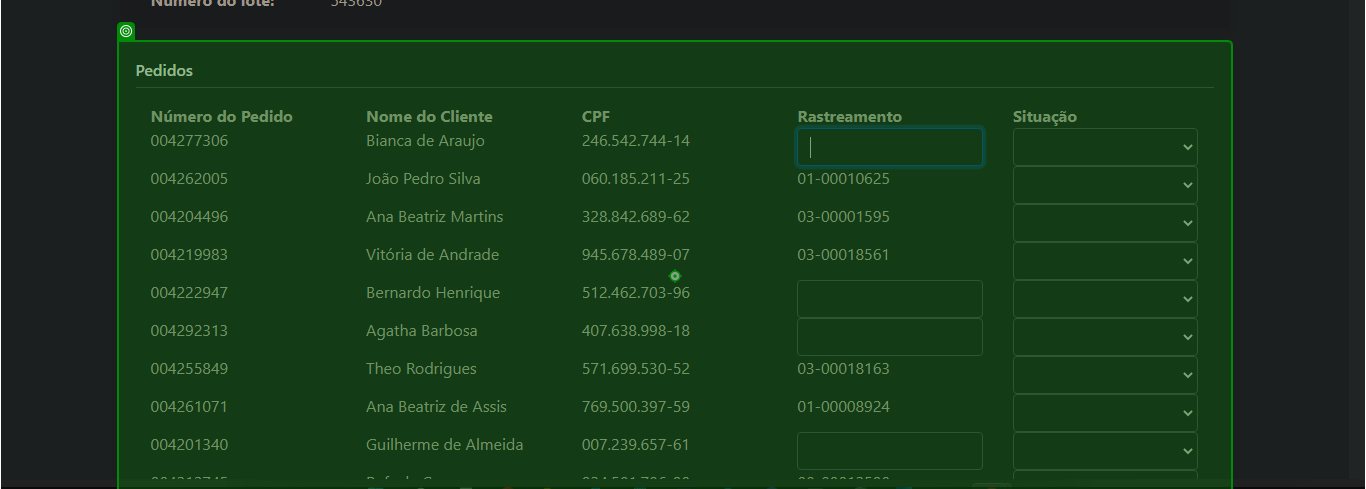 Número do lote: 543630
Pedidos
Número do Pedido Nome do Cliente CPF Rastreamento Situação
004277306 Bianca de Araujo 246.542.744-14
004262005 João Pedro Silva 060.185.211-25 01-00010625
004204496 Ana Beatriz Martins 328.842.689-62 03-00001595
004219983 Vitória de Andrade 945.678.489-07 03-00018561
004222947 Bernardo Henrique 512.462.703-96
004292313 Agatha Barbosa 407.638.998-18
004255849 Theo Rodrigues 571.699.530-52 03-00018163
004261071 Ana Beatriz de Assis 769.500.397-59 01-00008924
004201340 Guilherme de Almeida 007.239.657-61